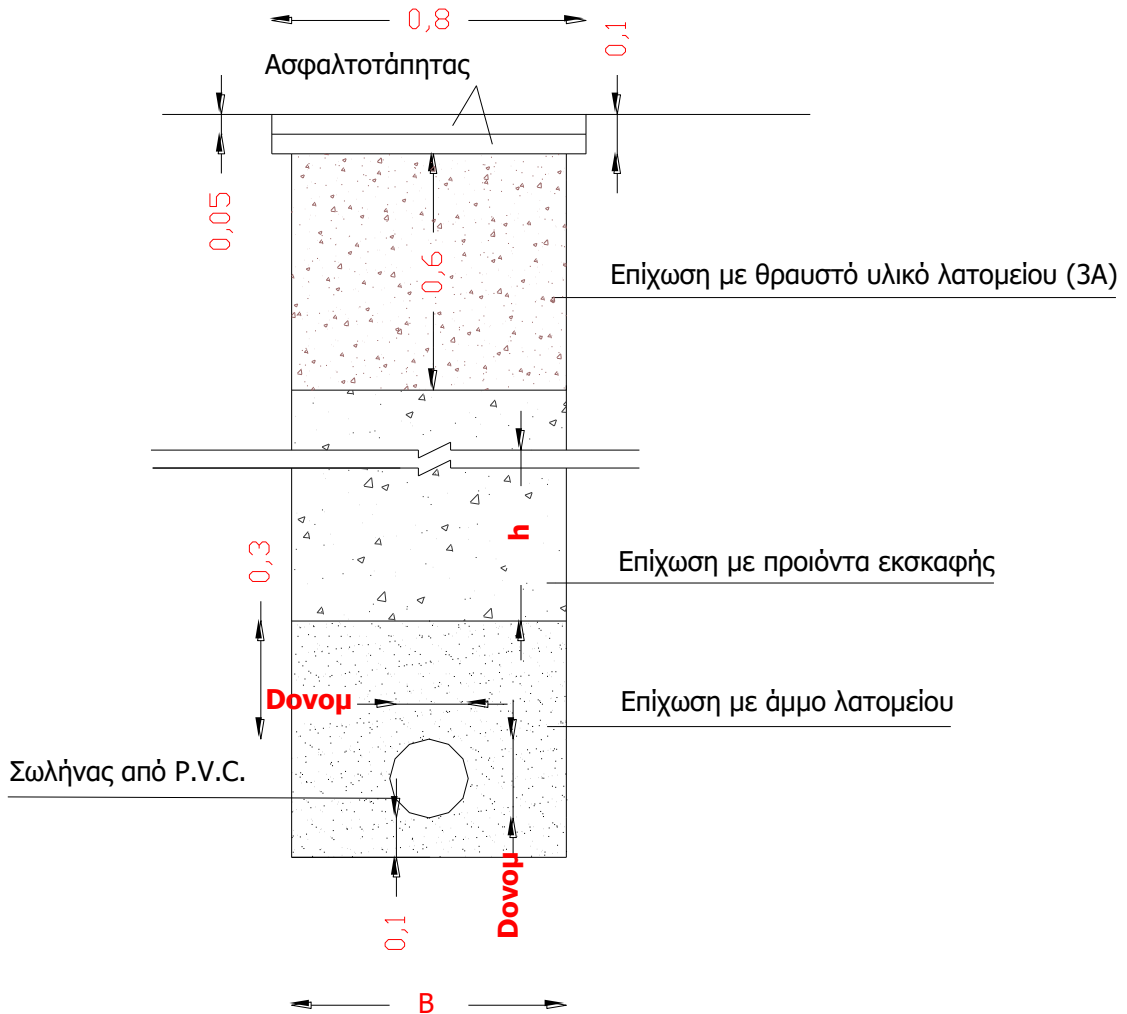 0,8
0,1
Ασφαλτοτάπητας
0,05
0,6
Επίχωση με θραυστό υλικό λατομείου (3Α)
h
0,3
Επίχωση με προιόντα εκσκαφής
Dονομ
Επίχωση με άμμο λατομείου
Σωλήνας από P.V.C.
Dονομ
0,1
B